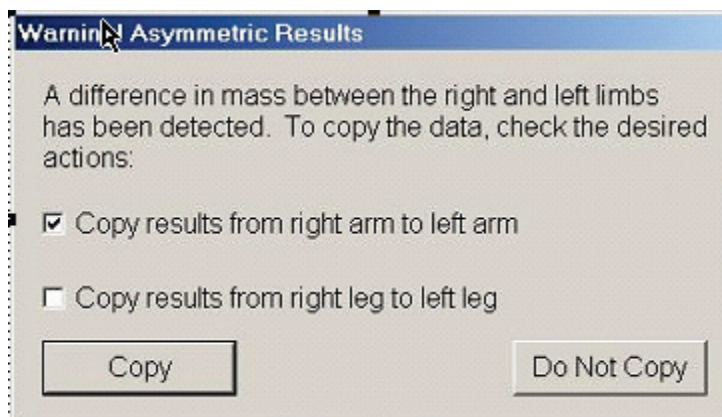 Warning Asymmetric Results
A difference in mass between the right and left limbs
has been detected. To copy the data, check the desired
actions:
Copy results from right arm to left arm
Copy results from right leg to left leg
Copy
Do Not Copy